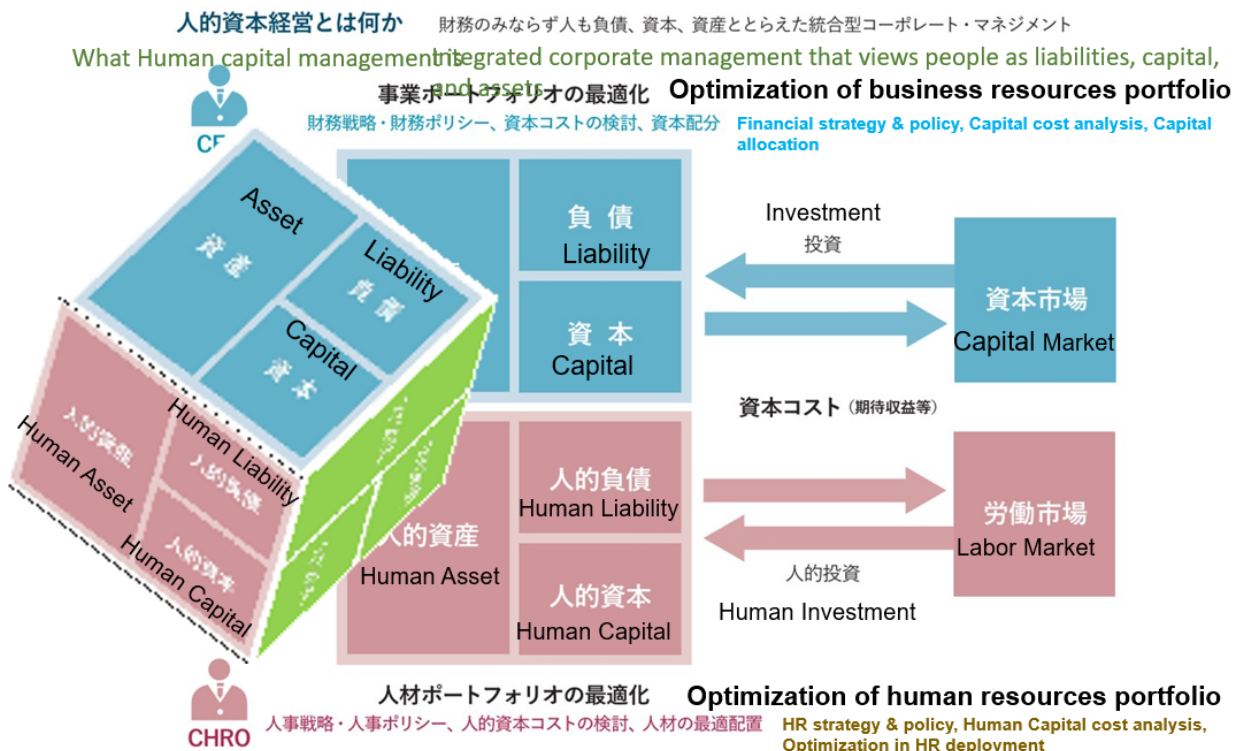 人的資本経営とは何か
財務のみならず人も負債、資本、資産ととらえた統合型コーポレート・マネジメント
What Human capital management is
Integrated corporate management that views people as liabilities, capital,
and assets
事業ポートフォリオの最適化
Optimization of business resources portfolio
財務戦略・財務ポリシー、資本コストの検討、資本配分
Financial strategy & policy, Capital cost analysis, Capital
allocation
Asset
資産
Liability
負債
Capital
資本
人的資産
Human Asset
Human Liability
人的負債
人的資本
Human Capital
負債
Liability
資本
Capital
Investment
投資
資本市場
Capital Market
資本コスト(期待収益等)
人的資産
Human Asset
人的負債
Human Liability
人的資本
Human Capital
労働市場
Labor Market
人的投資
Human Investment
CHRO
人材ポートフォリオの最適化
Optimization of human resources portfolio
人事戦略・人事ポリシー、人的資本コストの検討、人材の最適配置
HR strategy & policy, Human Capital cost analysis,
Optimization in HR deployment